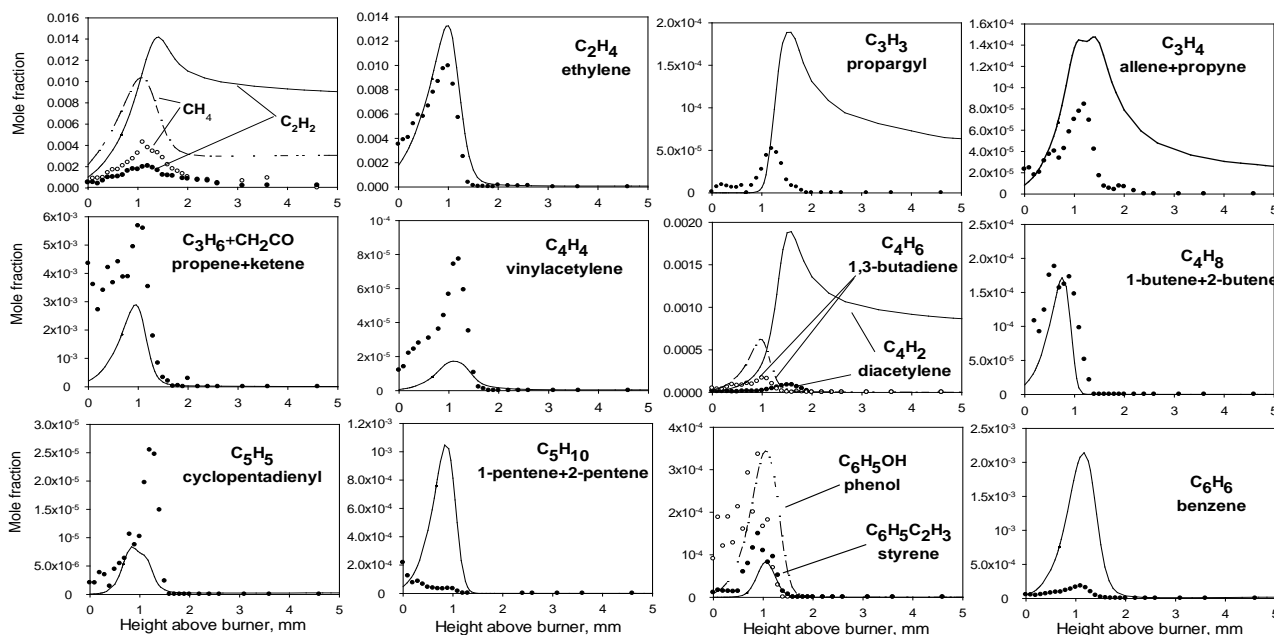 Mole fraction
0.016
0.014
0.012
0.010
0.008
0.006
0.004
0.002
0.000
CH4
C2H2
0 1 2 3 4 5
0.014
0.012
0.010
0.008
0.006
0.004
0.002
0.000
C2H4
ethylene
0 1 2 3 4 5
2x10-4
2x10-4
1x10-4
5.0x10-5
0
C3H3
propargyl
0 1 2 3 4 5
1.6x10-4
1.4x10-4
1.2x10-4
1.0x10-4
8.0x10-5
6.0x10-5
4.0x10-5
2.0x10-5
0
C3H4
allene+propyne
0 1 2 3 4 5
Mole fraction
6x10-3
5x10-3
4x10-3
3x10-3
2x10-3
1x10-3
0
C3H6+CH2CO
propene+ketene
0 1 2 3 4 5
1x10-4
8x10-5
6x10-5
4x10-5
2x10-5
0
C4H4
vinylacetylene
0 1 2 3 4 5
0.0020
0.0015
0.0010
0.0005
0.0000
C4H6
1,3-butadiene
C4H2
diacetylene
0 1 2 3 4 5
2.5x10-4
2.0x10-4
1.5x10-4
1.0x10-4
5.0x10-5
0
C4H8
1-butene+2-butene
0 1 2 3 4 5
Mole fraction
3.0x10-5
2.5x10-5
2.0x10-5
1.5x10-5
1.0x10-5
5.0x10-6
0
C5H5
cyclopentadienyl
0 1 2 3 4 5
Height above burner, mm
1.2x10-3
1.0x10-3
8.0x10-4
6.0x10-4
4.0x10-4
2.0x10-4
0
C5H10
1-pentene+2-pentene
0 1 2 3 4 5
Height above burner, mm
4x10-4
3x10-4
2x10-4
1x10-4
0
C6H5OH
phenol
C6H5C2H3
styrene
0 1 2 3 4 5
Height above burner, mm
2.5x10-3
2.0x10-3
1.5x10-3
1.0x10-3
5.0x10-4
0
C6H6
benzene
0 1 2 3 4 5
Height above burner, mm